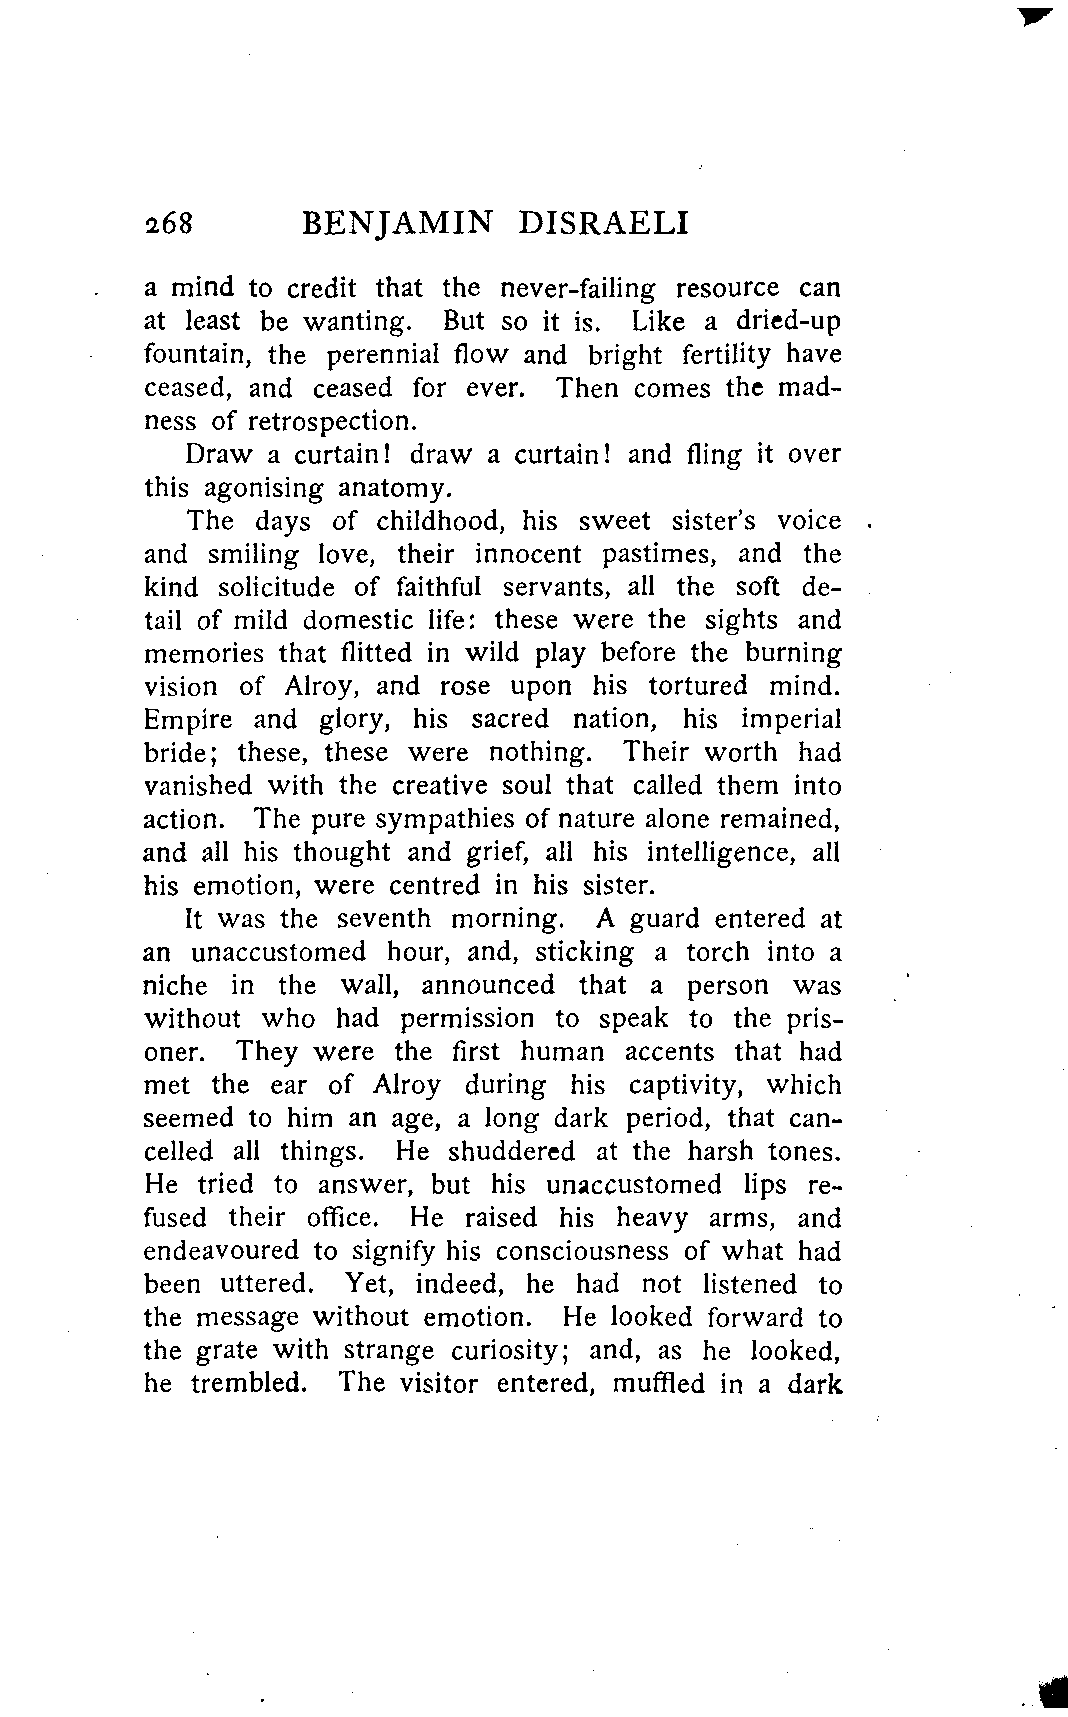 268 BENJAMIN DISRAELI
a mind to credit that the never-failing resource can
at least be wanting. But so it is. Like a dried-up
fountain, the perennial flow and bright fertility have
ceased, and ceased for ever. Then comes the mad-
ness of retrospection.
Draw a curtain! draw a curtain! and fling it over
this agonising anatomy.
The days of childhood, his sweet sister's voice
and smiling love, their innocent pastimes, and the
kind solicitude of faithful servants, all the soft de-
tail of mild domestic life: these were the sights and
memories that flitted in wild play before the burning
vision of Alroy, and rose upon his tortured mind.
Empire and glory, his sacred nation, his imperial
bride; these, these were nothing. Their worth had
vanished with the creative soul that called them into
action. The pure sympathies of nature alone remained,
and all his thought and grief, all his intelligence, all
his emotion, were centred in his sister.
It was the seventh morning. A guard entered at
an unaccustomed hour, and, sticking a torch into a
niche in the wall, announced that a person was
without who had permission to speak to the pris-
oner. They were the first human accents that had
met the ear of Alroy during his captivity, which
seemed to him an age, a long dark period, that can-
celled all things. He shuddered at the harsh tones.
He tried to answer, but his unaccustomed lips re-
fused their office. He raised his heavy arms, and
endeavoured to signify his consciousness of what had
been uttered. Yet, indeed, he had not listened to
the message without emotion. He looked forward to
the grate with strange curiosity; and, as he looked,
he trembled. The visitor entered, muffled in a dark